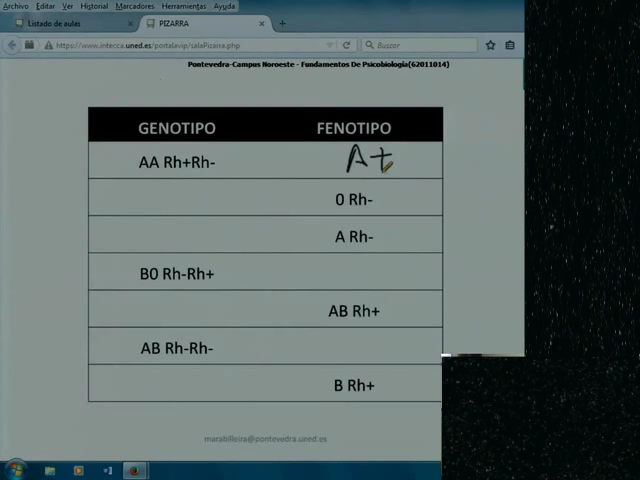 Archivo Editar Ver Historial Marcadores Herramientas Ayuda
Listado de aulas × PIZARRA ×
https://www.intecca.uned.es/portalavip/salaPizarra.php Buscar
Pontevedra-Campus Noroeste - Fundamentos De Psicobiología(62011014)
GENOTIPO FENOTIPO
AA Rh+Rh- A+
0 Rh-
A Rh-
B0 Rh-Rh+
AB Rh+
AB Rh-Rh-
B Rh+
marabilleira@pontevedra.uned.es